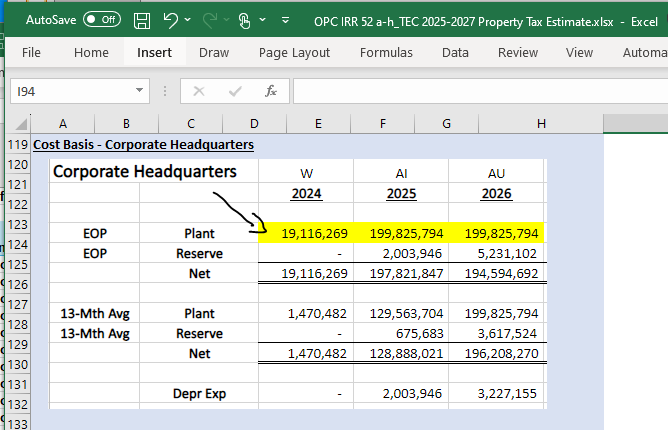 AutoSave Off OPC IRR 52 a-h_TEC 2025-2027 Property Tax Estimate.xlsx - Excel
File Home Insert Draw Page Layout Formulas Data Review View Automa
I94 fx
A B C D E F G H
119 Cost Basis - Corporate Headquarters
120 Corporate Headquarters W AI AU
121 2024 2025 2026
122
123 EOP Plant 19,116,269 199,825,794 199,825,794
124 EOP Reserve - 2,003,946 5,231,102
125 Net 19,116,269 197,821,847 194,594,692
126
127 13-Mth Avg Plant 1,470,482 129,563,704 199,825,794
128 13-Mth Avg Reserve - 675,683 3,617,524
129 Net 1,470,482 128,888,021 196,208,270
130
131 Depr Exp - 2,003,946 3,227,155
132
133